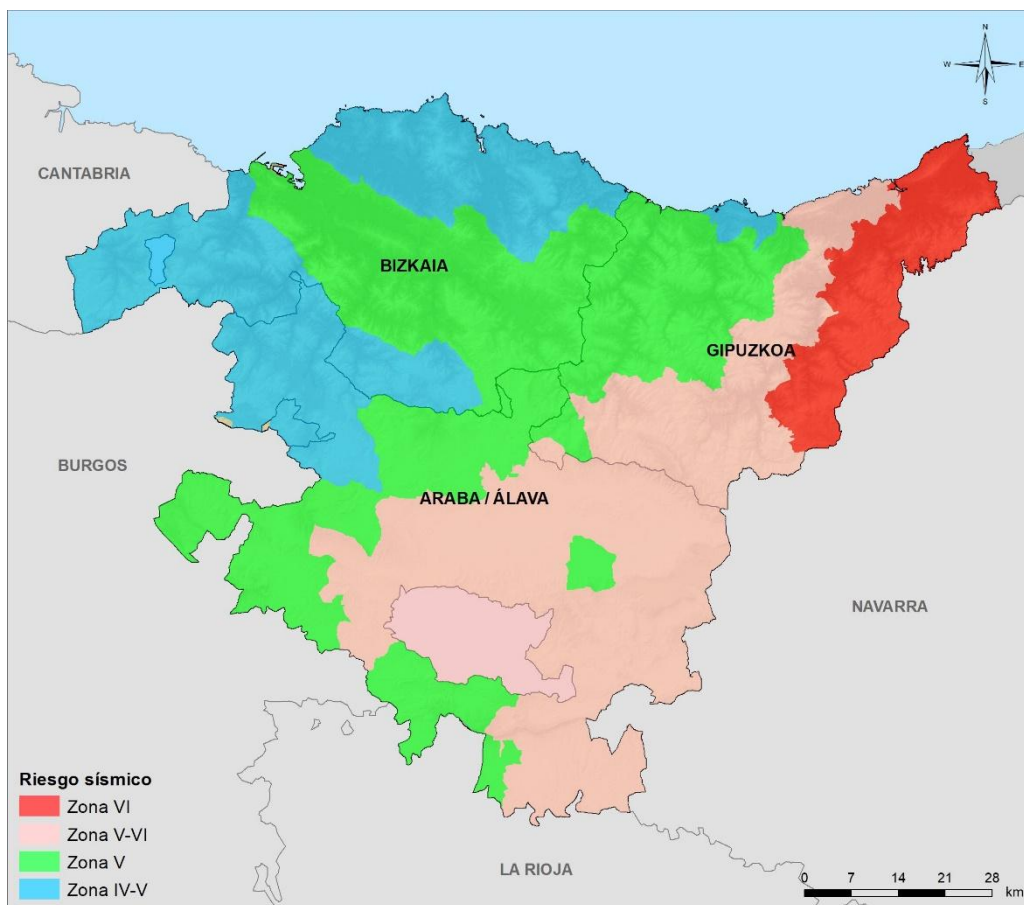 N
W E
S
CANTABRIA
BIZKAIA
GIPUZKOA
BURGOS
ARABA / ÁLAVA
NAVARRA
LA RIOJA
Riesgo sísmico
Zona VI
Zona V-VI
Zona V
Zona IV-V
0 7 14 21 28
km